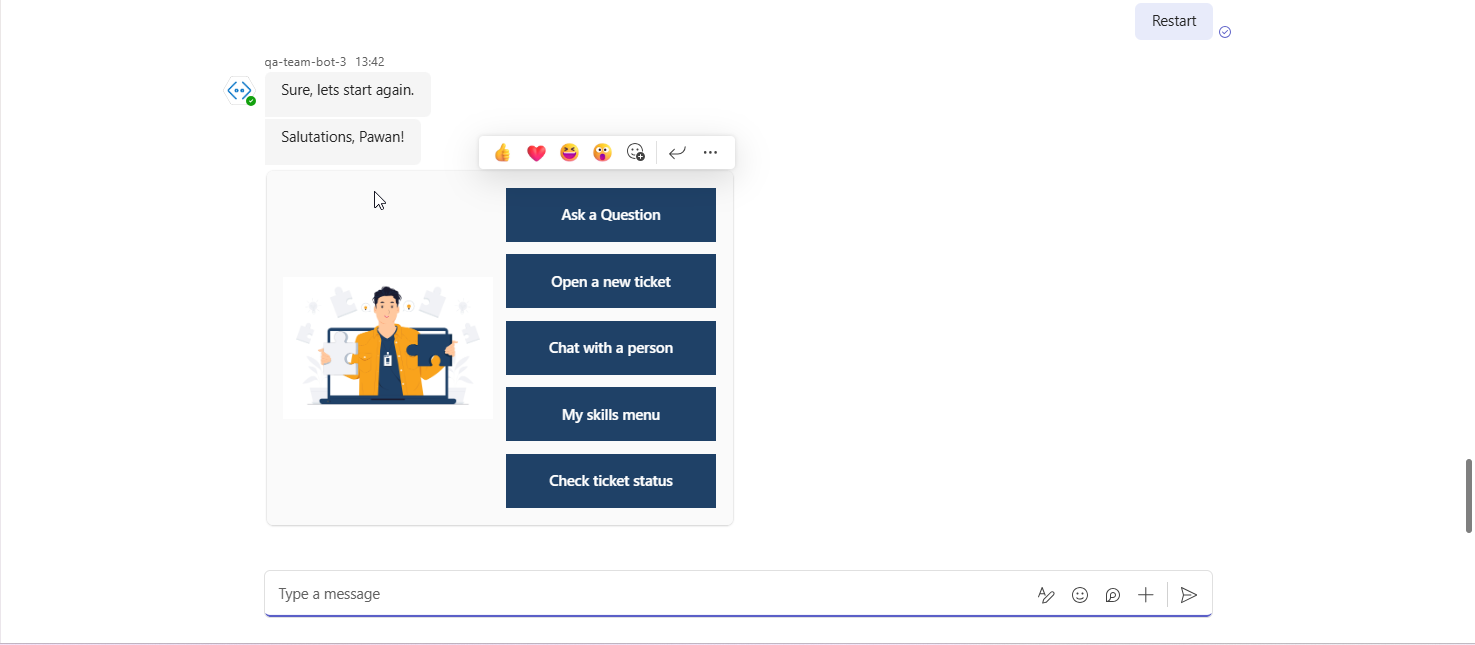 Restart
qa-team-bot-3 13:42
Sure, lets start again.
Salutations, Pawan!
Ask a Question
Open a new ticket
Chat with a person
My skills menu
Check ticket status
Type a message